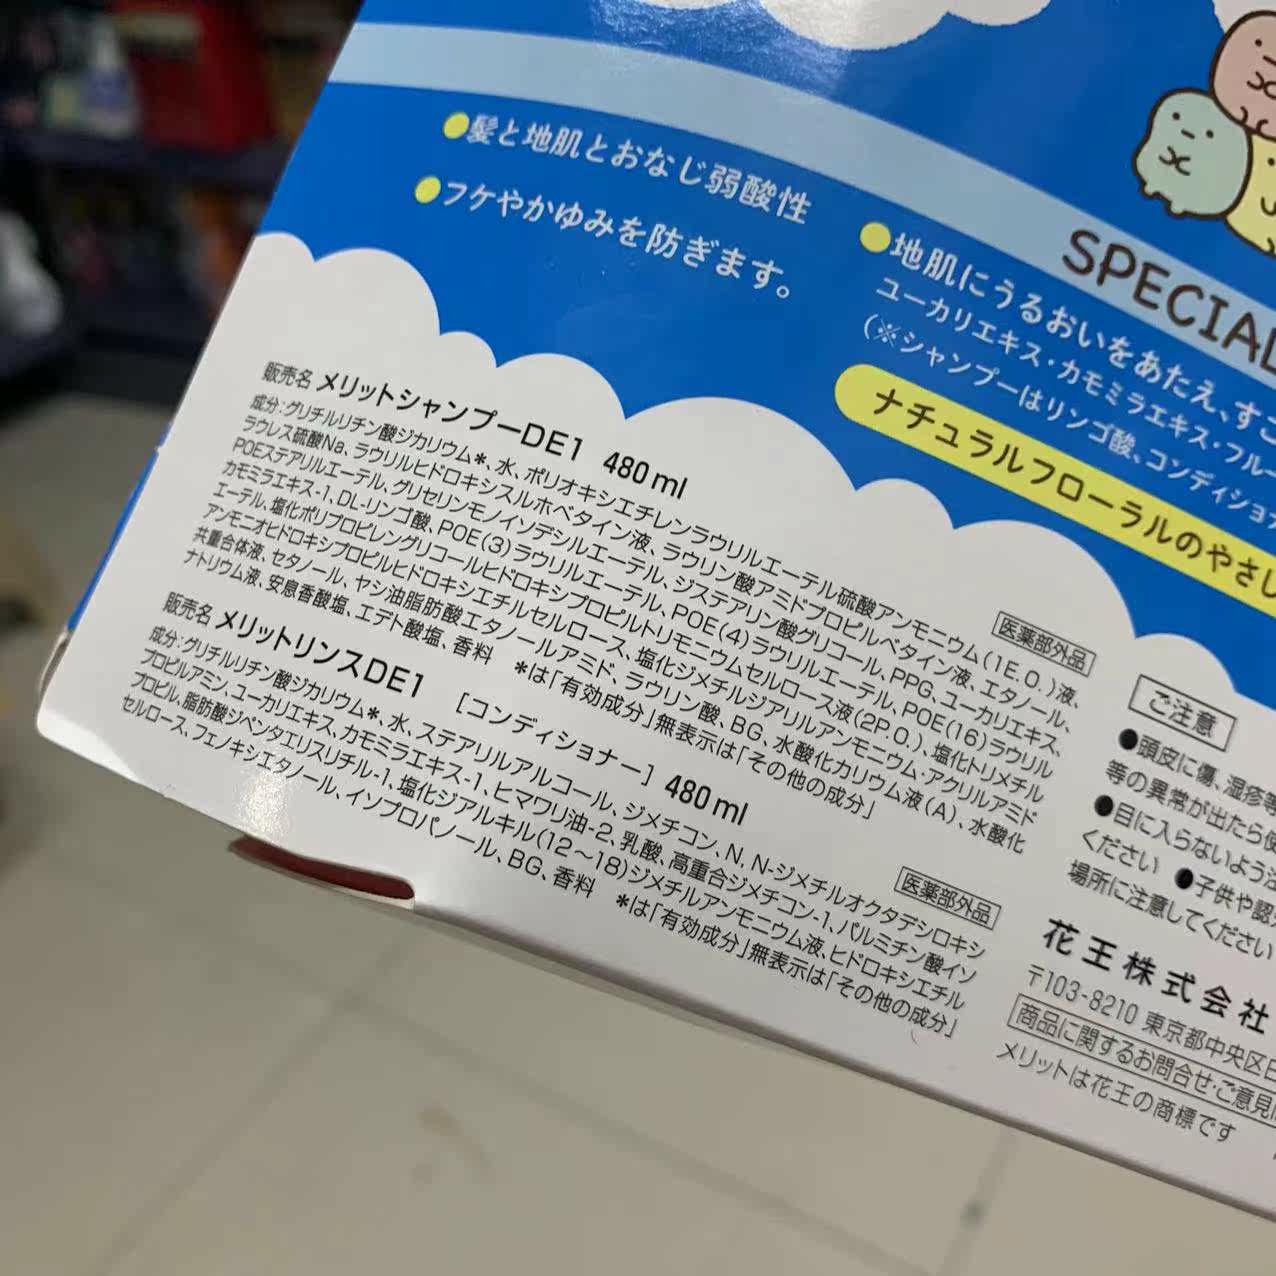 ●髪と地肌とおなじ弱酸性
●フケやかゆみを防ぎます。
●地肌にうるおいをあたえ、すこ
ユーカリエキス・カモミラエキス・フルー
(※シャンプーはリンゴ酸、コンディショナ
SPECIAL
ナチュラルフローラルのやさし
販売名 メリットシャンプーDE1 480ml
医薬部外品
成分:グリチルリチン酸ジカリウム*、水、ポリオキシエチレンラウリルエーテル硫酸アンモニウム(1E.O.)液、
ラウレス硫酸Na、ラウリルヒドロキシスルホベタイン液、ラウリン酸アミドプロピルベタイン液、エタノール、
POEステアリルエーテル、グリセリンモノイソデシルエーテル、ジステアリン酸グリコール、PPG、ユーカリエキス、
カモミラエキス-1、DL-リンゴ酸、POE(3)ラウリルエーテル、POE(4)ラウリルエーテル、POE(16)ラウリル
エーテル、塩化ポリプロピレングリコールヒドロキシプロピルトリモニウムセルロース液(2P.O.)、塩化トリメチル
アンモニオヒドロキシプロピルヒドロキシエチルセルロース、塩化ジメチルジアリルアンモニウム・アクリルアミド
共重合体液、セタノール、ヤシ油脂肪酸エタノールアミド、ラウリン酸、BG、水酸化カリウム液(A)、水酸化
ナトリウム液、安息香酸塩、エデト酸塩、香料 *は「有効成分」無表示は「その他の成分」
販売名 メリットリンスDE1 [コンディショナー] 480ml
医薬部外品
成分:グリチルリチン酸ジカリウム*、水、ステアリルアルコール、ジメチコン、N,N-ジメチルオクタデシロキシ
プロピルアミン、ユーカリエキス、カモミラエキス-1、ヒマワリ油-2、乳酸、高重合ジメチコン-1、パルミチン酸イソ
プロピル、脂肪酸ジペンタエリスリチル-1、塩化ジアルキル(12〜18)ジメチルアンモニウム液、ヒドロキシエチル
セルロース、フェノキシエタノール、イソプロパノール、BG、香料 *は「有効成分」無表示は「その他の成分」
ご注意
●頭皮に傷、湿疹等
等の異常が出たら使
●目に入らないよう注
ください ●子供や認
場所に注意してください
花王株式会社
〒103-8210 東京都中央区日
商品に関するお問合せ・ご意見は
メリットは花王の商標です